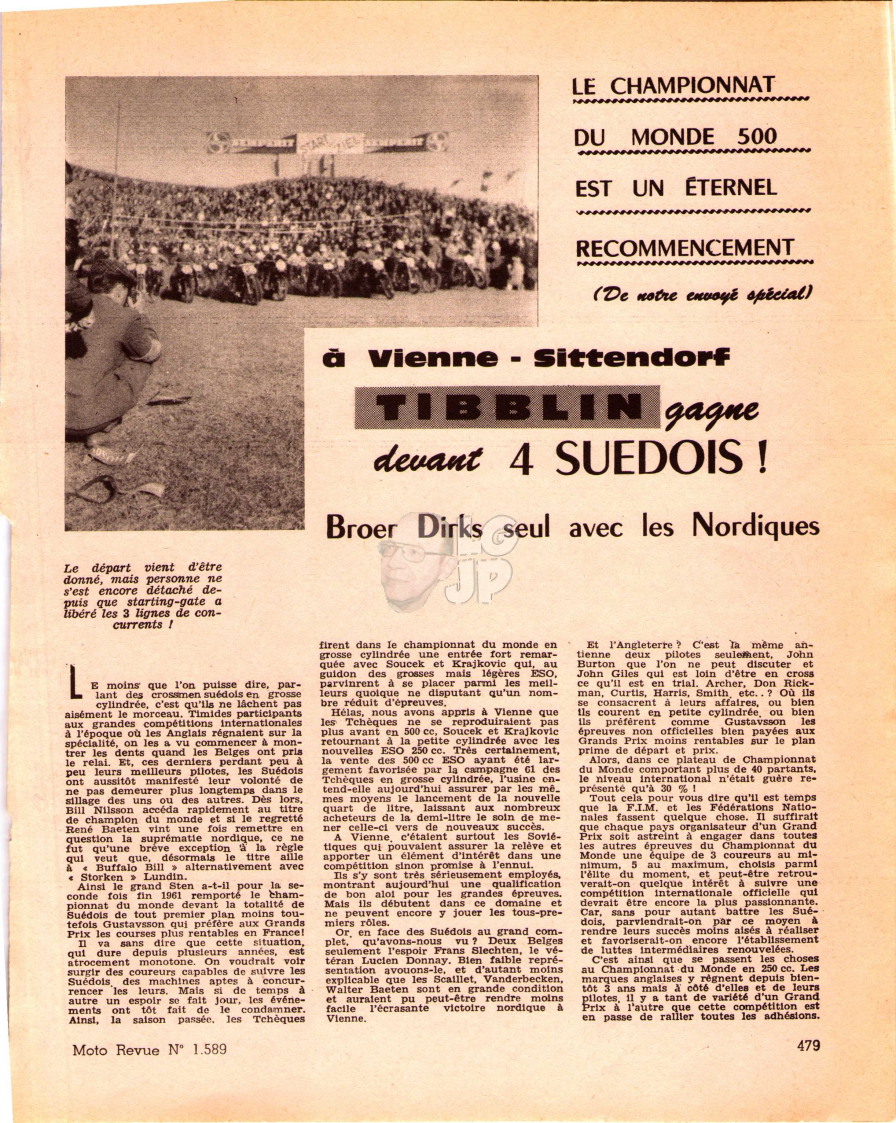 LE CHAMPIONNAT
DU MONDE 500
EST UN ÉTERNEL
RECOMMENCEMENT
(De notre envoyé spécial)
SEMPERIT START ZIEL SEMPERIT
à Vienne - Sittendorf
TIBBLIN gagne
devant 4 SUEDOIS !
Broer Dirks seul avec les Nordiques
LG
JP
Le départ vient d'être
donné, mais personne ne
s'est encore détaché de-
puis que starting-gate a
libéré les 3 lignes de con-
currents !
LE moins que l'on puisse dire, par-
lant des crossmen suédois en grosse
cylindrée, c'est qu'ils ne lâchent pas
aisément le morceau. Timides participants
aux grandes compétitions internationales
à l'époque où les Anglais régnaient sur la
spécialité, on les a vu commencer à mon-
trer les dents quand les Belges ont pris
le relai. Et, ces derniers perdant peu à
peu leurs meilleurs pilotes, les Suédois
ont aussitôt manifesté leur volonté de
ne pas demeurer plus longtemps dans le
sillage des uns ou des autres. Dès lors,
Bill Nilsson accéda rapidement au titre
de champion du monde et si le regretté
René Baeten vint une fois remettre en
question la suprématie nordique, ce ne
fut qu'une brève exception à la règle
qui veut que, désormais le titre aille
à « Buffalo Bill » alternativement avec
« Storken » Lundin.
Ainsi le grand Sten a-t-il pour la se-
conde fois fin 1961 remporté le cham-
pionnat du monde devant la totalité de
Suédois de tout premier plan moins tou-
tefois Gustavsson qui préfère aux Grands
Prix les courses plus rentables en France!
Il va sans dire que cette situation,
qui dure depuis plusieurs années, est
atrocement monotone. On voudrait voir
surgir des coureurs capables de suivre les
Suédois, des machines aptes à concur-
rencer les leurs. Mais si de temps à
autre un espoir se fait jour, les événe-
ments ont tôt fait de le condamner.
Ainsi, la saison passée, les Tchèques
firent dans le championnat du monde en
grosse cylindrée une entrée fort remar-
quée avec Soucek et Krajkovic qui, au
guidon des grosses mais légères ESO,
parvinrent à se placer parmi les meil-
leurs quoique ne disputant qu'un nom-
bre réduit d'épreuves.
Hélas, nous avons appris à Vienne que
les Tchèques ne se reproduiraient pas
plus avant en 500 cc, Soucek et Krajkovic
retournant à la petite cylindrée avec les
nouvelles ESO 250 cc. Très certainement,
la vente des 500 ESO ayant été lar-
gement favorisée par la campagne 61 des
Tchèques en grosse cylindrée, l'usine en-
tend-elle aujourd'hui assurer par les mê-
mes moyens le lancement de la nouvelle
quart de litre, laissant aux nombreux
acheteurs de la demi-litre le soin de me-
ner celle-ci vers de nouveaux succès.
A Vienne, c'étaient surtout les Sovié-
tiques qui pouvaient assurer la relève et
apporter un élément d'intérêt dans une
compétition sinon promise à l'ennui.
Ils s'y sont très sérieusement employés,
montrant aujourd'hui une qualification
de bon aloi pour les grandes épreuves.
Mais ils débutent dans ce domaine et
ne peuvent encore y jouer les tous-pre-
miers rôles.
Or, en face des Suédois au grand com-
plet, qu'avons-nous vu ? Deux Belges
seulement l'espoir Frans Slechten, le vé-
téran Lucien Donnay. Bien faible repré-
sentation avouons-le, et d'autant moins
explicable que les Scaillet, Vanderbecken,
Walter Baeten sont en grande condition
et auraient pu peut-être rendre moins
facile l'écrasante victoire nordique à
Vienne.
Et l'Angleterre ? C'est la même an-
tienne deux pilotes seulement, John
Burton que l'on ne peut discuter et
John Giles qui est loin d'être en cross
ce qu'il est en trial. Archer, Don Rick-
man, Curtis, Harris, Smith, etc.. ? Où ils
se consacrent à leurs affaires, ou bien
ils courent en petite cylindrée, ou bien
ils préfèrent comme Gustavsson les
épreuves non officielles bien payées aux
Grands Prix moins rentables sur le plan
prime de départ et prix.
Alors, dans ce plateau de Championnat
du Monde comportant plus de 40 partants,
le niveau international n'était guère re-
présenté qu'à 30 % !
Tout cela pour vous dire qu'il est temps
que la F.I.M. et les Fédérations Natio-
nales fassent quelque chose. Il suffirait
que chaque pays organisateur d'un Grand
Prix soit astreint à engager dans toutes
les autres épreuves du Championnat du
Monde une équipe de 3 coureurs au mi-
nimum, 5 au maximum, choisis parmi
l'élite du moment, et peut-être retrou-
verait-on quelque intérêt à suivre une
compétition internationale officielle qui
devrait être encore la plus passionnante.
Car, sans pour autant battre les Sué-
dois, parviendrait-on par ce moyen à
rendre leurs succès moins aisés à réaliser
et favoriserait-on encore l'établissement
de luttes intermédiaires renouvelées.
C'est ainsi que se passent les choses
au Championnat du Monde en 250 cc. Les
marques anglaises y règnent depuis bien-
tôt 3 ans mais à côté d'elles et de leurs
pilotes, il y a tant de variété d'un Grand
Prix à l'autre que cette compétition est
en passe de rallier toutes les adhésions.
Moto Revue N° 1.589
479